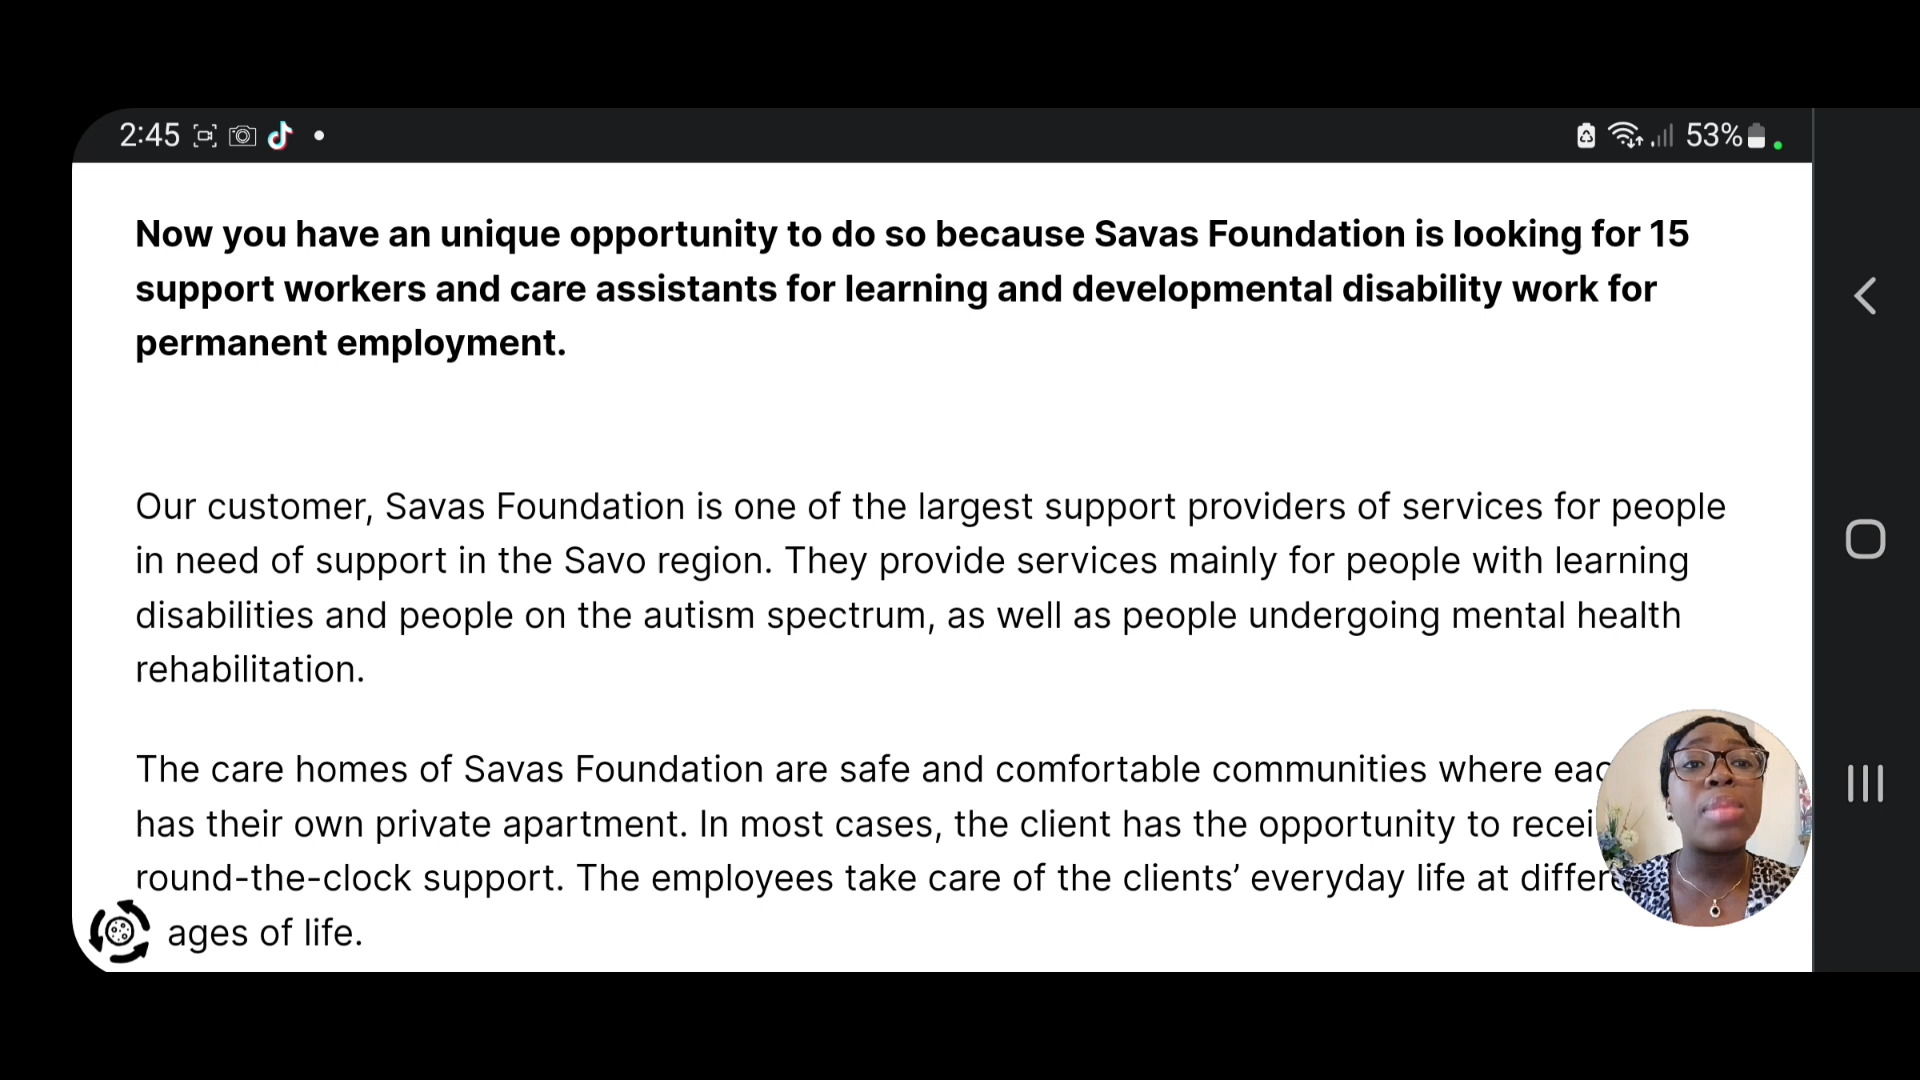 2:45
53%
Now you have an unique opportunity to do so because Savas Foundation is looking for 15
support workers and care assistants for learning and developmental disability work for
permanent employment.
Our customer, Savas Foundation is one of the largest support providers of services for people
in need of support in the Savo region. They provide services mainly for people with learning
disabilities and people on the autism spectrum, as well as people undergoing mental health
rehabilitation.
The care homes of Savas Foundation are safe and comfortable communities where
has their own private apartment. In most cases, the client has the opportunity to
round-the-clock support. The employees take care of the clients’ everyday life at
ages of life.